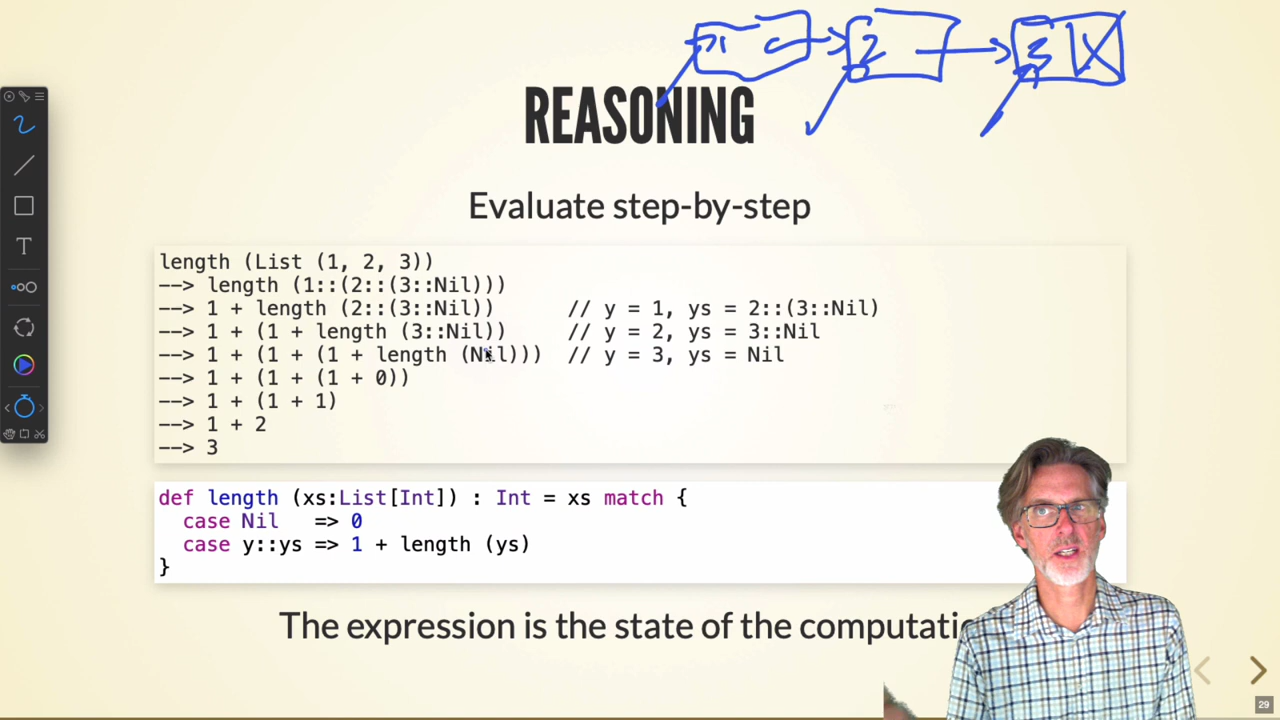 2 3
REASONING
Evaluate step-by-step
length (List (1, 2, 3))
--> length (1::(2::(3::Nil)))
--> 1 + length (2::(3::Nil)) // y = 1, ys = 2::(3::Nil)
--> 1 + (1 + length (3::Nil)) // y = 2, ys = 3::Nil
--> 1 + (1 + (1 + length (Nil))) // y = 3, ys = Nil
--> 1 + (1 + (1 + 0))
--> 1 + (1 + 1)
--> 1 + 2
--> 3
def length (xs:List[Int]) : Int = xs match {
case Nil => 0
case y::ys => 1 + length (ys)
}
The expression is the state of the computati
29